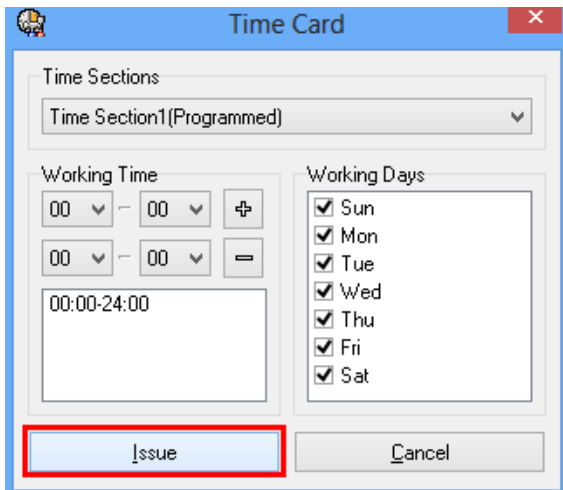 Time Card
Time Sections
Time Section1(Programmed)
Working Time
00 - 00
00 - 00
00:00-24:00
Working Days
Sun
Mon
Tue
Wed
Thu
Fri
Sat
Issue
Cancel